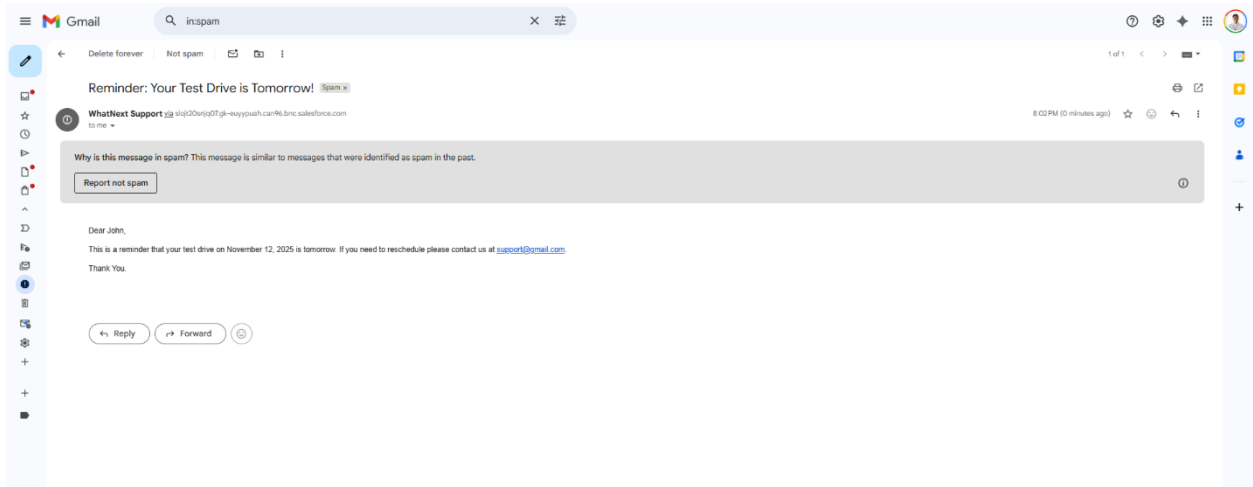 Gmail
in:spam
Delete forever Not spam 1 of 1
Reminder: Your Test Drive is Tomorrow! Spam x
WhatNext Support via 8:02 PM (0 minutes ago)
to me
Why is this message in spam? This message is similar to messages that were identified as spam in the past.
Report not spam
Dear John,
This is a reminder that your test drive on November 12, 2025 is tomorrow. If you need to reschedule please contact us at support@gmail.com.
Thank You.
Reply Forward